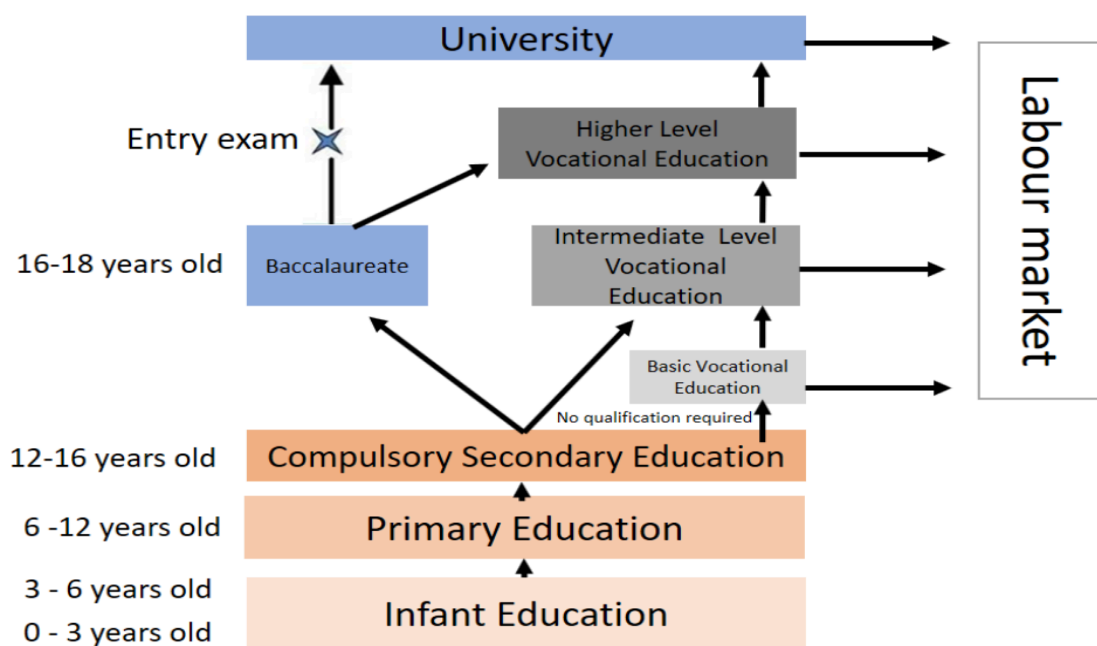 University
Entry exam
Higher Level
Vocational Education
16-18 years old
Baccalaureate
Intermediate Level
Vocational
Education
Labour market
Basic Vocational
Education
No qualification required
12-16 years old
Compulsory Secondary Education
6 -12 years old
Primary Education
3 - 6 years old
0 - 3 years old
Infant Education